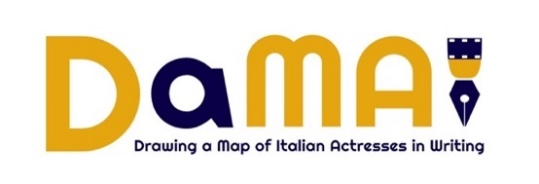 DaMA
Drawing a Map of Italian Actresses in Writing